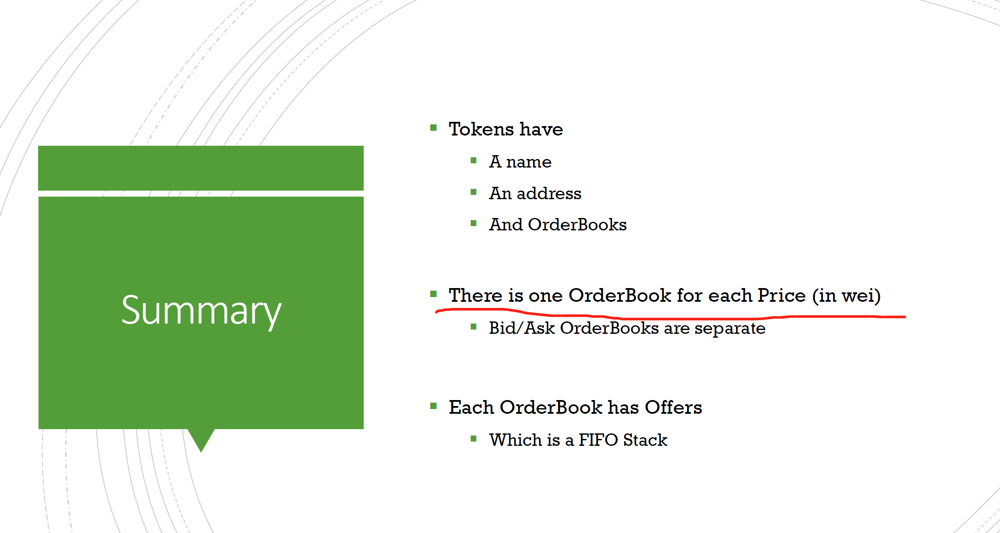 Summary
Tokens have
A name
An address
And OrderBooks
There is one OrderBook for each Price (in wei)
Bid/Ask OrderBooks are separate
Each OrderBook has Offers
Which is a FIFO Stack